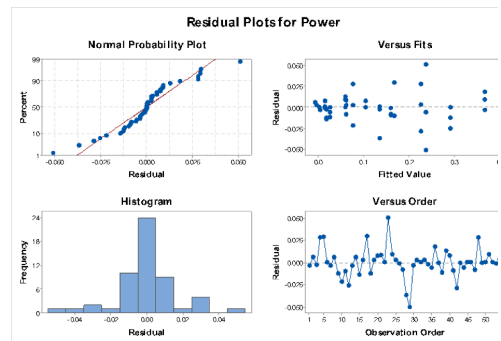 Residual Plots for Power
Normal Probability Plot
99
90
50
10
1
Percent
-0.050 -0.025 0.000 0.025 0.050
Residual
Versus Fits
0.050
0.025
0.000
-0.025
-0.050
Residual
0.0 0.1 0.2 0.3
Fitted Value
Histogram
24
18
12
6
0
Frequency
-0.04 -0.02 0.00 0.02 0.04
Residual
Versus Order
0.050
0.025
0.000
-0.025
-0.050
Residual
1 5 10 15 20 25 30 35 40 45 50
Observation Order